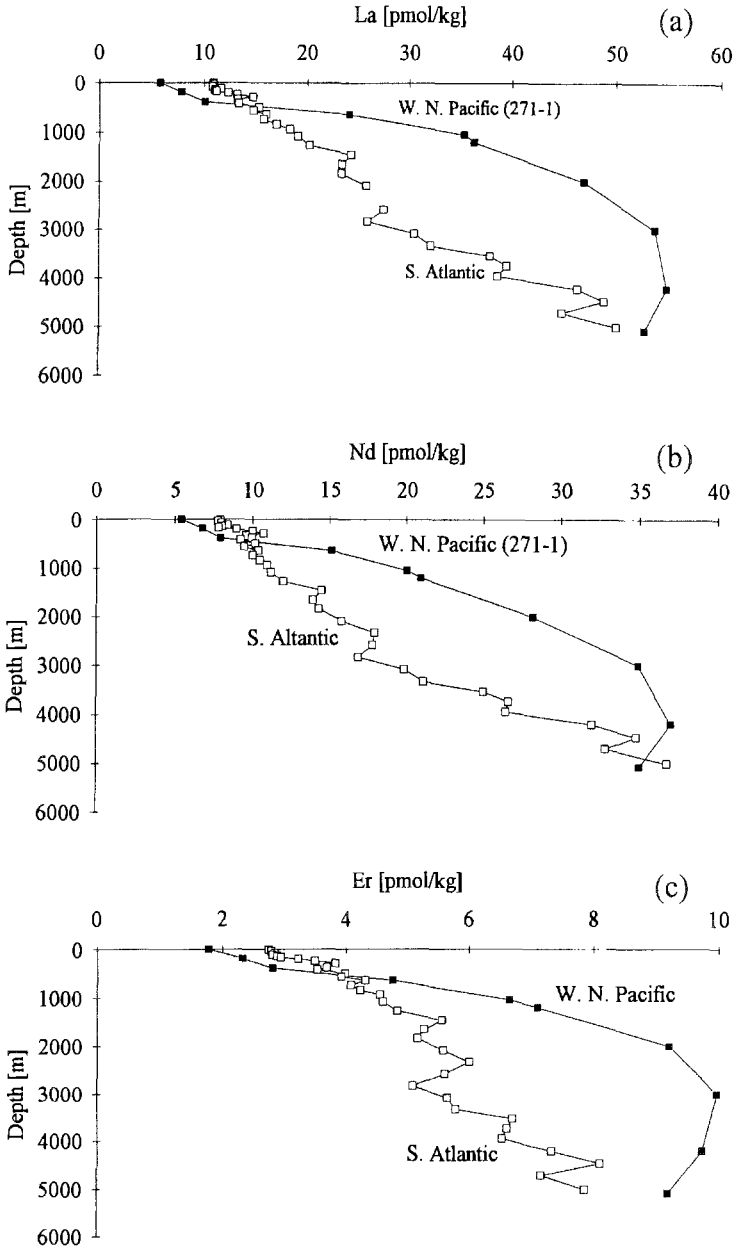 La [pmol/kg]
(a)
0 10 20 30 40 50 60
0
1000
2000
3000
4000
5000
6000
Depth [m]
W. N. Pacific (271-1)
S. Atlantic
Nd [pmol/kg]
(b)
0 5 10 15 20 25 30 35 40
0
1000
2000
3000
4000
5000
6000
Depth [m]
W. N. Pacific (271-1)
S. Altantic
Er [pmol/kg]
(c)
0 2 4 6 8 10
0
1000
2000
3000
4000
5000
6000
Depth [m]
W. N. Pacific
S. Atlantic